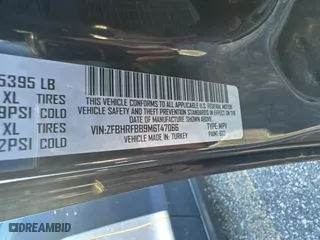 5395 LB
XL TIRES
9PSI COLD
XL TIRES
2PSI COLD
THIS VEHICLE CONFORMS TO ALL APPLICABLE
FEDERAL MOTOR VEHICLE SAFETY,
BUMPER, AND THEFT PREVENTION STANDARDS
IN EFFECT ON THE DATE OF MANUFACTURE
SHOWN ABOVE.
VIN:ZFBHRFBB9M6T47066 TYPE:MPV
MADE IN: TURKEY PAINT: